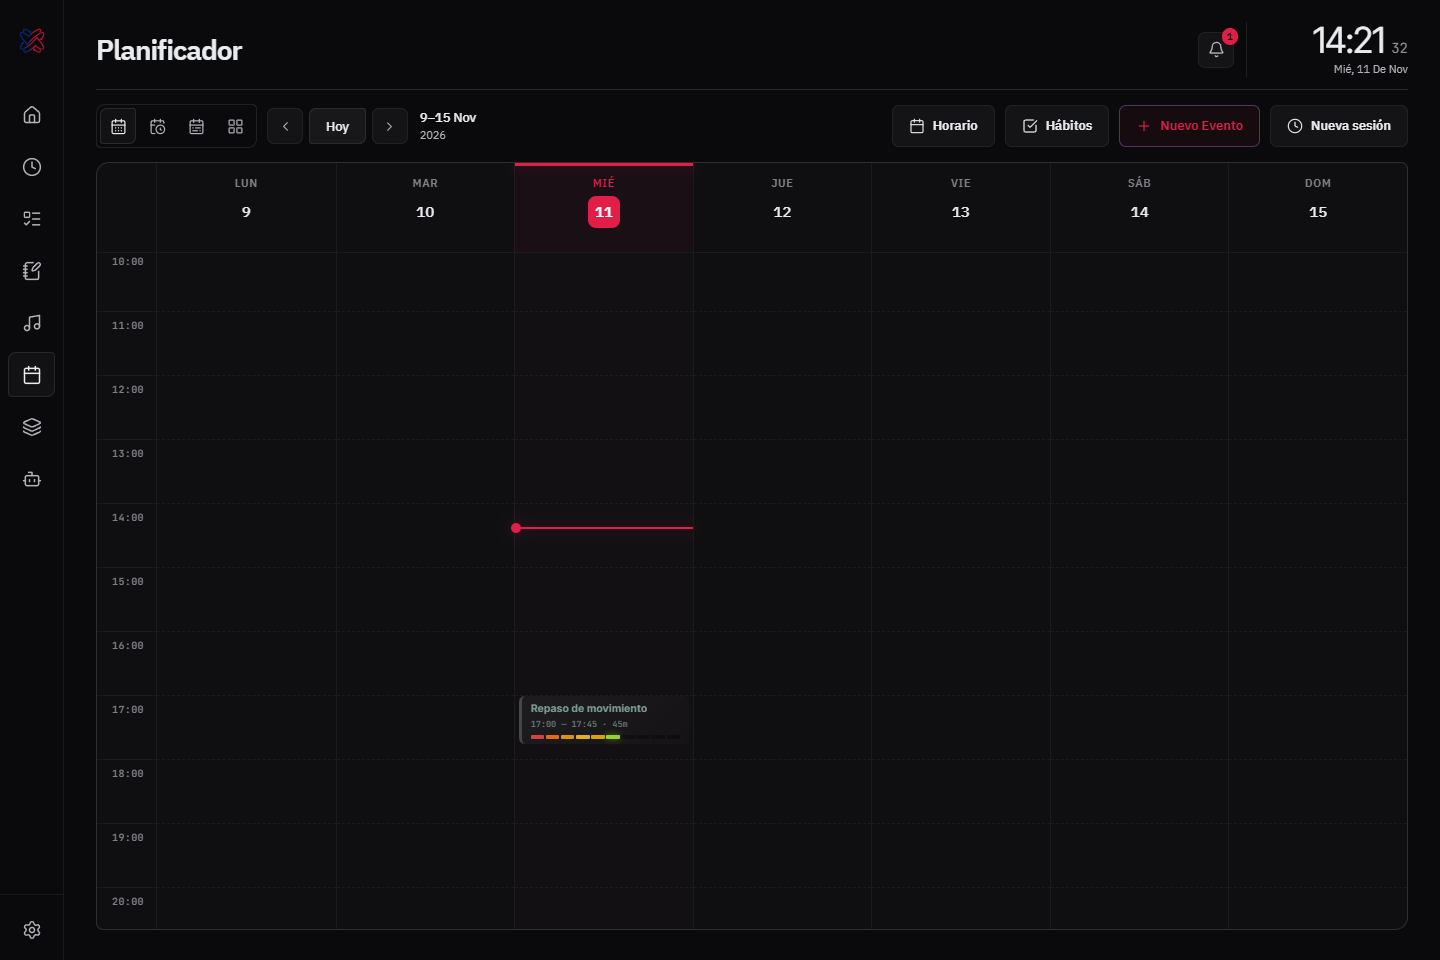 Planificador
1
14:21 32
Mié, 11 De Nov
Hoy
9–15 Nov
2026
Horario
Hábitos
Nuevo Evento
Nueva sesión
LUN
9
MAR
10
MIÉ
11
JUE
12
VIE
13
SÁB
14
DOM
15
10:00
11:00
12:00
13:00
14:00
15:00
16:00
17:00
Repaso de movimiento
17:00 – 17:45 · 45m
18:00
19:00
20:00